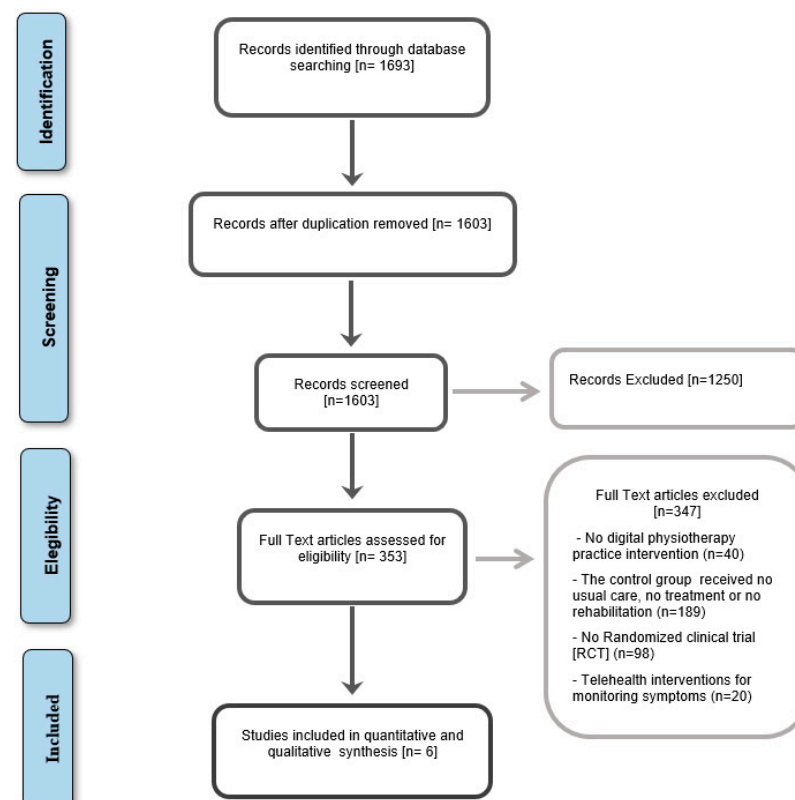 Identification
Records identified through database
searching [n= 1693]
Records after duplication removed [n= 1603]
Screening
Records screened
[n=1603]
Records Excluded [n=1250]
Elegibility
Full Text articles assessed for
eligibility [n= 353]
Full Text articles excluded
[n=347]
- No digital physiotherapy
practice intervention (n=40)
- The control group received no
usual care, no treatment or no
rehabilitation (n=189)
- No Randomized clinical trial
[RCT] (n=98)
- Telehealth interventions for
monitoring symptoms (n=20)
Included
Studies included in quantitative and
qualitative synthesis [n= 6]